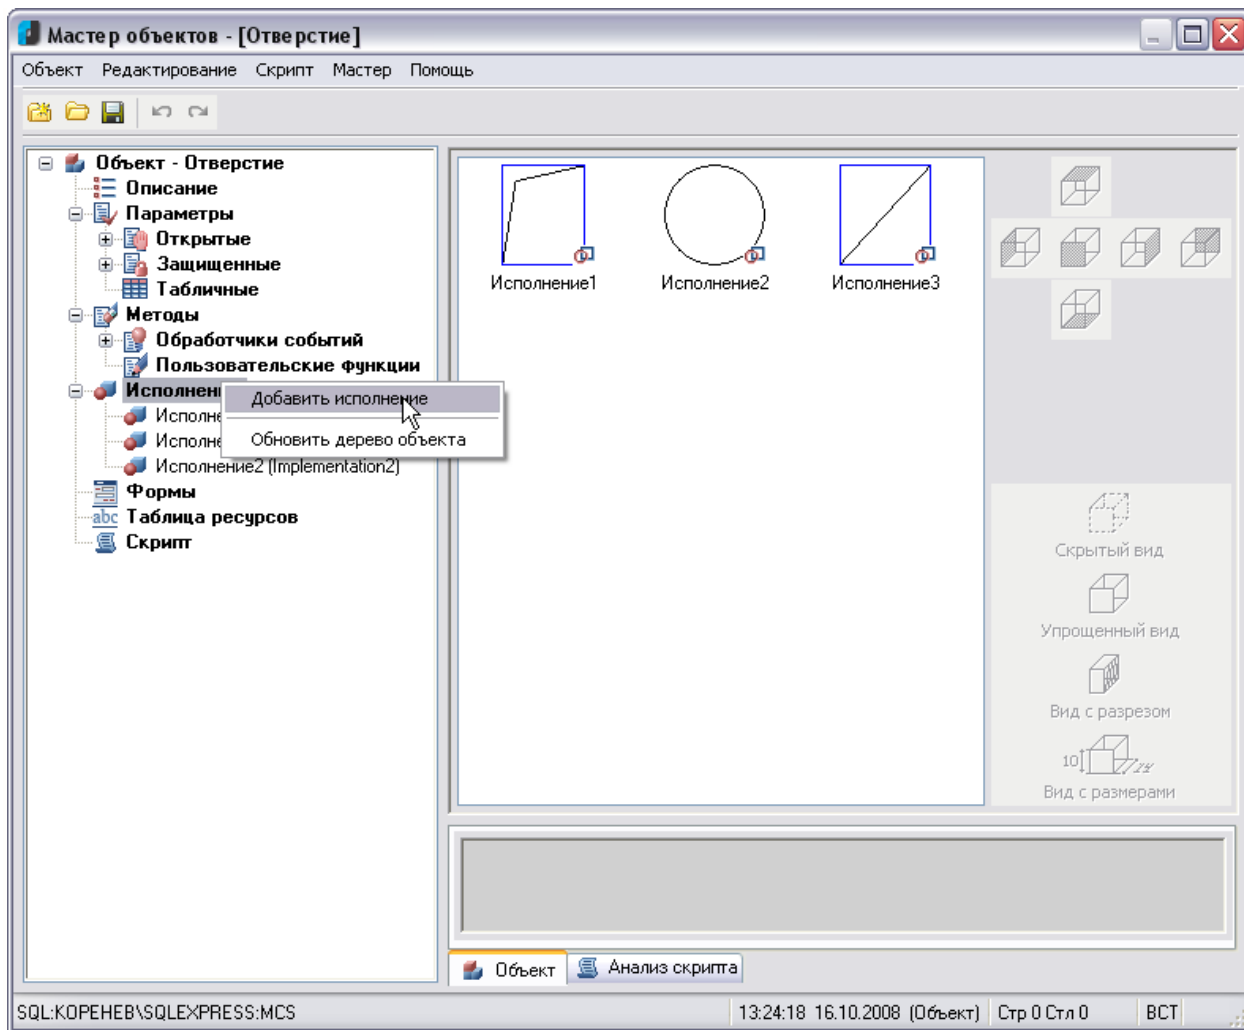 Мастер объектов - [Отверстие]
Объект Редактирование Скрипт Мастер Помощь
Объект - Отверстие
Описание
Параметры
Открытые
Защищенные
Табличные
Методы
Обработчики событий
Пользовательские функции
Исполнени
Добавить исполнение
Исполне
Исполне
Обновить дерево объекта
Исполнение2 (Implementation2)
Формы
abc Таблица ресурсов
Скрипт
Исполнение1 Исполнение2 Исполнение3
Скрытый вид
Упрощенный вид
Вид с разрезом
10
Вид с размерами
Объект Анализ скрипта
SQL:КОРЕНЕВ\SQLEXPRESS:MCS 13:24:18 16.10.2008 (Объект) Стр 0 Стл 0 ВСТ